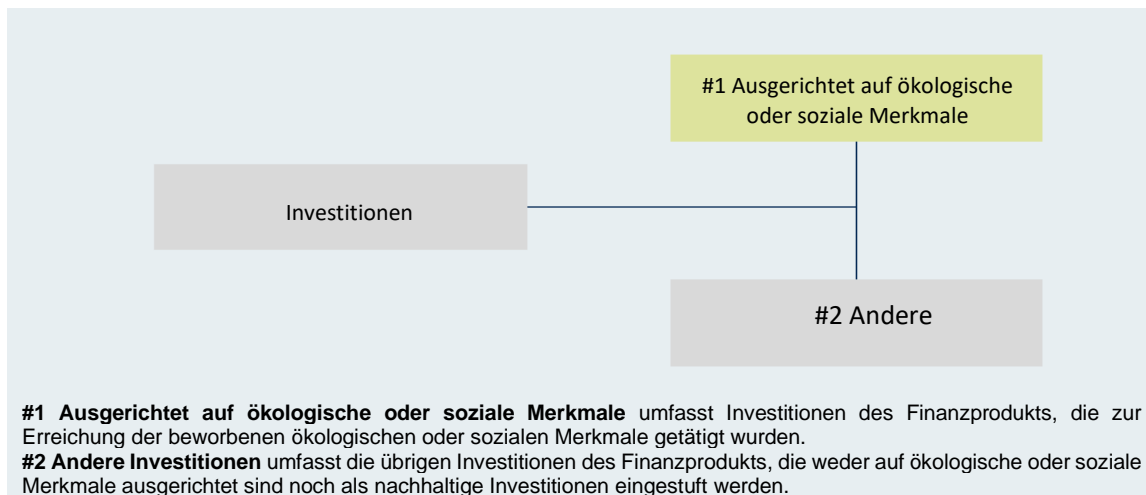 #1 Ausgerichtet auf ökologische
oder soziale Merkmale
Investitionen
#2 Andere
#1 Ausgerichtet auf ökologische oder soziale Merkmale umfasst Investitionen des Finanzprodukts, die zur
Erreichung der beworbenen ökologischen oder sozialen Merkmale getätigt wurden.
#2 Andere Investitionen umfasst die übrigen Investitionen des Finanzprodukts, die weder auf ökologische oder soziale
Merkmale ausgerichtet sind noch als nachhaltige Investitionen eingestuft werden.